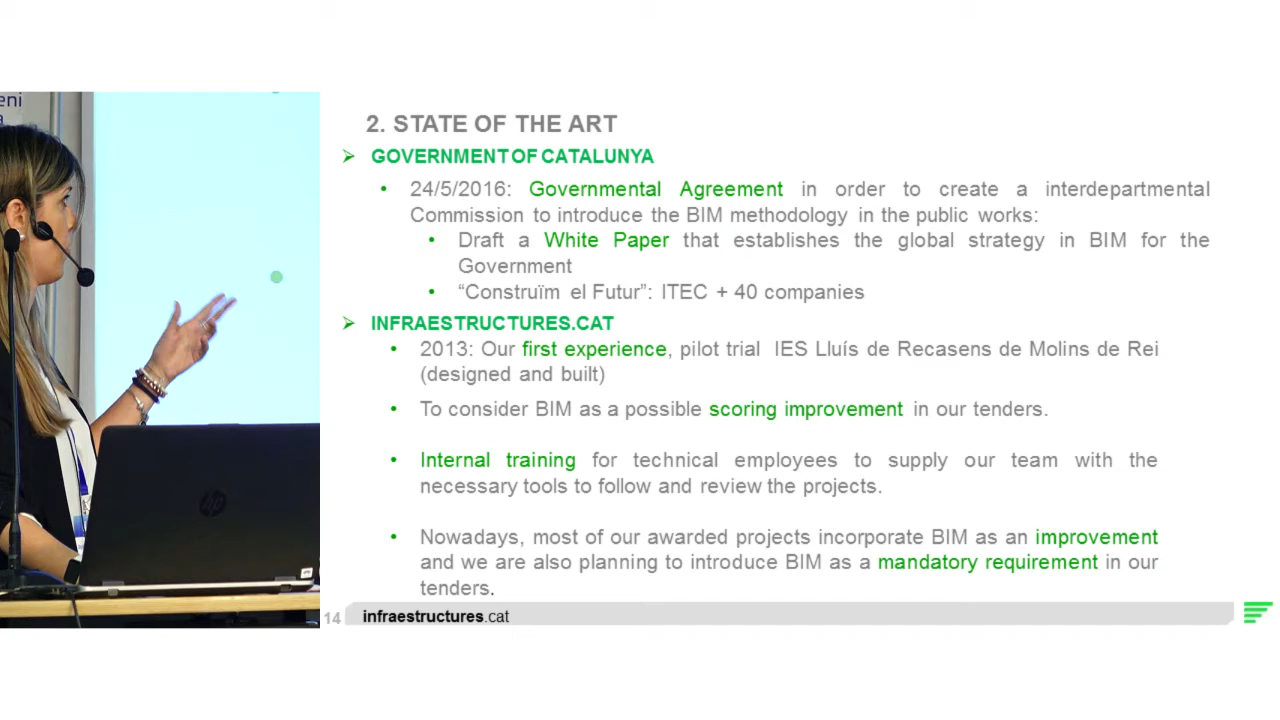 eni
a
2. STATE OF THE ART
GOVERNMENT OF CATALUNYA
24/5/2016: Governmental Agreement in order to create a interdepartmental
Commission to introduce the BIM methodology in the public works:
Draft a White Paper that establishes the global strategy in BIM for the
Government
“Construïm el Futur”: ITEC + 40 companies
INFRAESTRUCTURES.CAT
2013: Our first experience, pilot trial IES Lluís de Recasens de Molins de Rei
(designed and built)
To consider BIM as a possible scoring improvement in our tenders.
Internal training for technical employees to supply our team with the
necessary tools to follow and review the projects.
Nowadays, most of our awarded projects incorporate BIM as an improvement
and we are also planning to introduce BIM as a mandatory requirement in our
tenders.
14 infraestructures.cat
hp